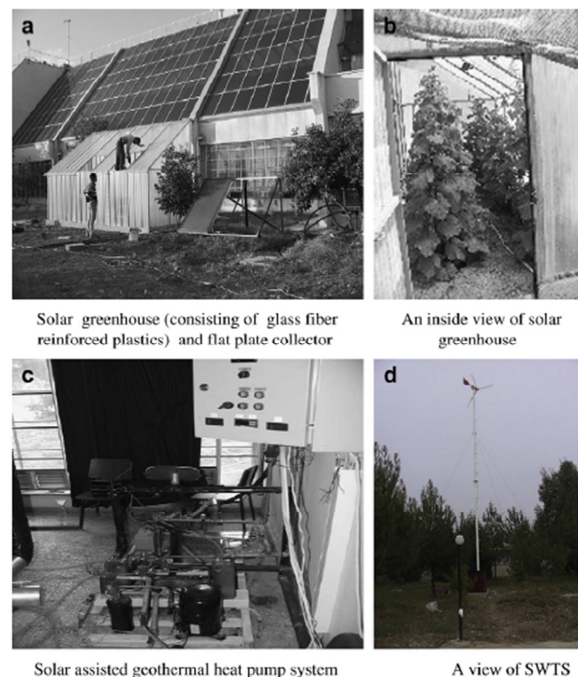 a
b
Solar greenhouse (consisting of glass fiber
reinforced plastics) and flat plate collector
An inside view of solar
greenhouse
c
d
Solar assisted geothermal heat pump system
A view of SWTS